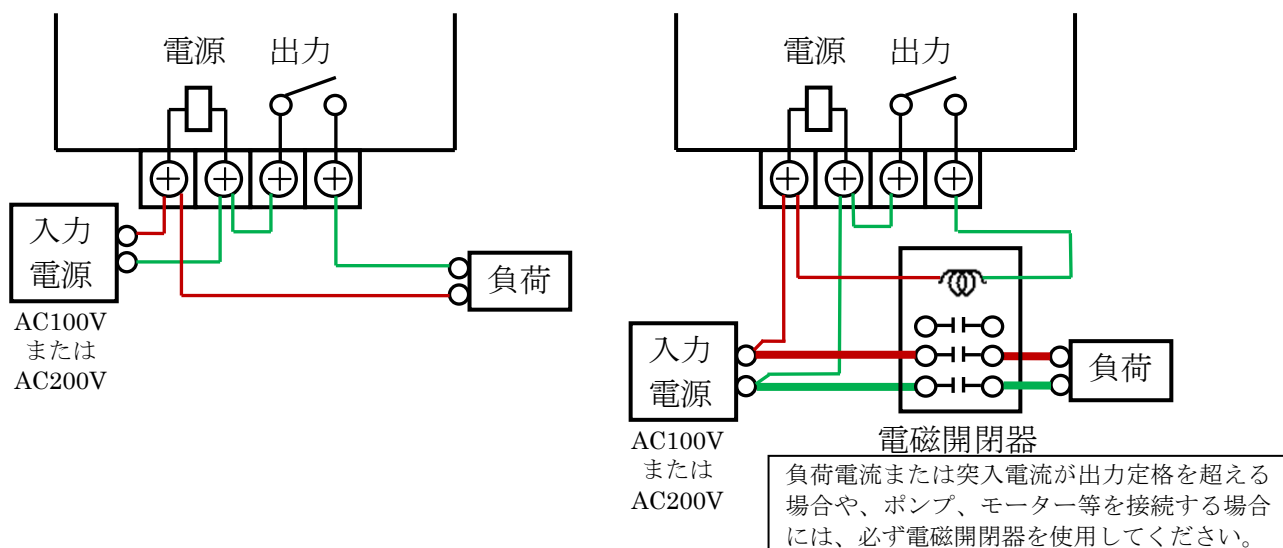 電源 出力
入力
電源
AC100V
または
AC200V
負荷
電源 出力
入力
電源
AC100V
または
AC200V
負荷
電磁開閉器
負荷電流または突入電流が出力定格を超える
場合や、ポンプ、モーター等を接続する場合
には、必ず電磁開閉器を使用してください。